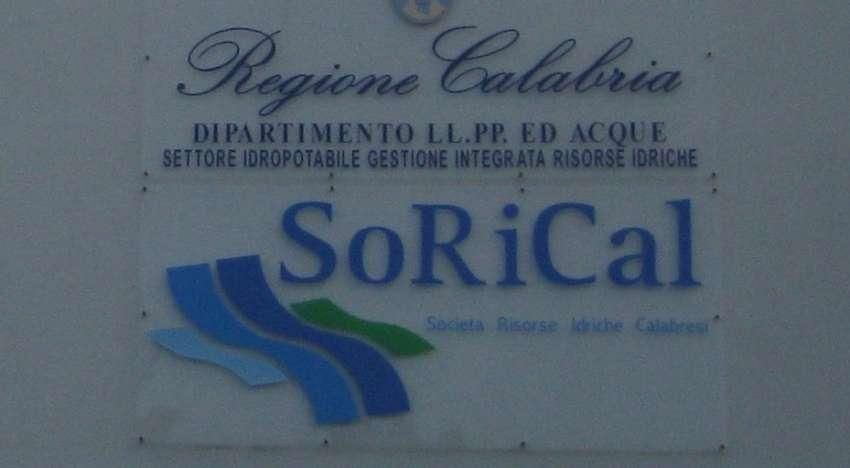 Regione Calabria
DIPARTIMENTO LL.PP. ED ACQUE
SETTORE IDROPOTABILE GESTIONE INTEGRATA RISORSE IDRICHE
SoRiCal
Societa Risorse Idriche Calabresi